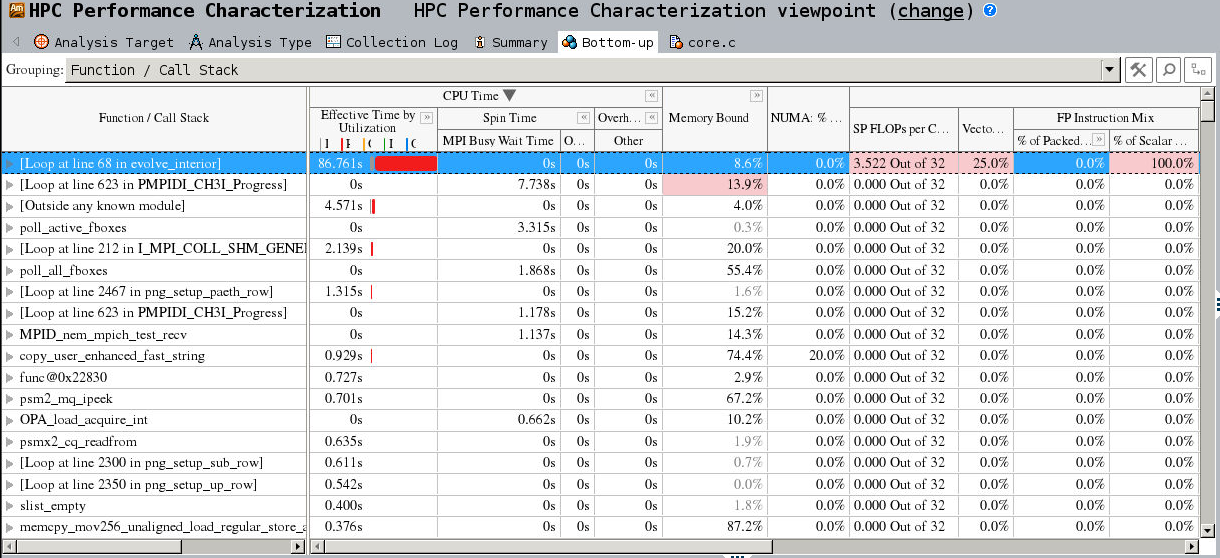 Am HPC Performance Characterization HPC Performance Characterization viewpoint (change) ?
Analysis Target Analysis Type Collection Log Summary Bottom-up core.c
Grouping: Function / Call Stack
Function / Call Stack CPU Time Memory Bound NUMA: % ... SP FLOPs per C... Vecto... FP Instruction Mix
Effective Time by Utilization Spin Time Overh...
MPI Busy Wait Time O... Other % of Packed... % of Scalar ...
[Loop at line 68 in evolve_interior] 86.761s 0s 0s 0s 8.6% 0.0% 3.522 Out of 32 25.0% 0.0% 100.0%
[Loop at line 623 in PMPIDI_CH3I_Progress] 0s 7.738s 0s 0s 13.9% 0.0% 0.000 Out of 32 0.0% 0.0% 0.0%
[Outside any known module] 4.571s 0s 0s 0s 4.0% 0.0% 0.000 Out of 32 0.0% 0.0% 0.0%
poll_active_fboxes 0s 3.315s 0s 0s 0.3% 0.0% 0.000 Out of 32 0.0% 0.0% 0.0%
[Loop at line 212 in I_MPI_COLL_SHM_GENE 2.139s 0s 0s 0s 20.0% 0.0% 0.000 Out of 32 0.0% 0.0% 0.0%
poll_all_fboxes 0s 1.868s 0s 0s 55.4% 0.0% 0.000 Out of 32 0.0% 0.0% 0.0%
[Loop at line 2467 in png_setup_paeth_row] 1.315s 0s 0s 0s 1.6% 0.0% 0.000 Out of 32 0.0% 0.0% 0.0%
[Loop at line 623 in PMPIDI_CH3I_Progress] 0s 1.178s 0s 0s 15.2% 0.0% 0.000 Out of 32 0.0% 0.0% 0.0%
MPID_nem_mpich_test_recv 0s 1.137s 0s 0s 14.3% 0.0% 0.000 Out of 32 0.0% 0.0% 0.0%
copy_user_enhanced_fast_string 0.929s 0s 0s 0s 74.4% 20.0% 0.000 Out of 32 0.0% 0.0% 0.0%
func@0x22830 0.727s 0s 0s 0s 2.9% 0.0% 0.000 Out of 32 0.0% 0.0% 0.0%
psm2_mq_ipeek 0.701s 0s 0s 0s 67.2% 0.0% 0.000 Out of 32 0.0% 0.0% 0.0%
OPA_load_acquire_int 0s 0.662s 0s 0s 10.2% 0.0% 0.000 Out of 32 0.0% 0.0% 0.0%
psmx2_cq_readfrom 0.635s 0s 0s 0s 1.9% 0.0% 0.000 Out of 32 0.0% 0.0% 0.0%
[Loop at line 2300 in png_setup_sub_row] 0.611s 0s 0s 0s 0.7% 0.0% 0.000 Out of 32 0.0% 0.0% 0.0%
[Loop at line 2350 in png_setup_up_row] 0.542s 0s 0s 0s 0.0% 0.0% 0.000 Out of 32 0.0% 0.0% 0.0%
slist_empty 0.400s 0s 0s 0s 1.8% 0.0% 0.000 Out of 32 0.0% 0.0% 0.0%
memcpy_mov256_unaligned_load_regular_store_a 0.376s 0s 0s 0s 87.2% 0.0% 0.000 Out of 32 0.0% 0.0% 0.0%